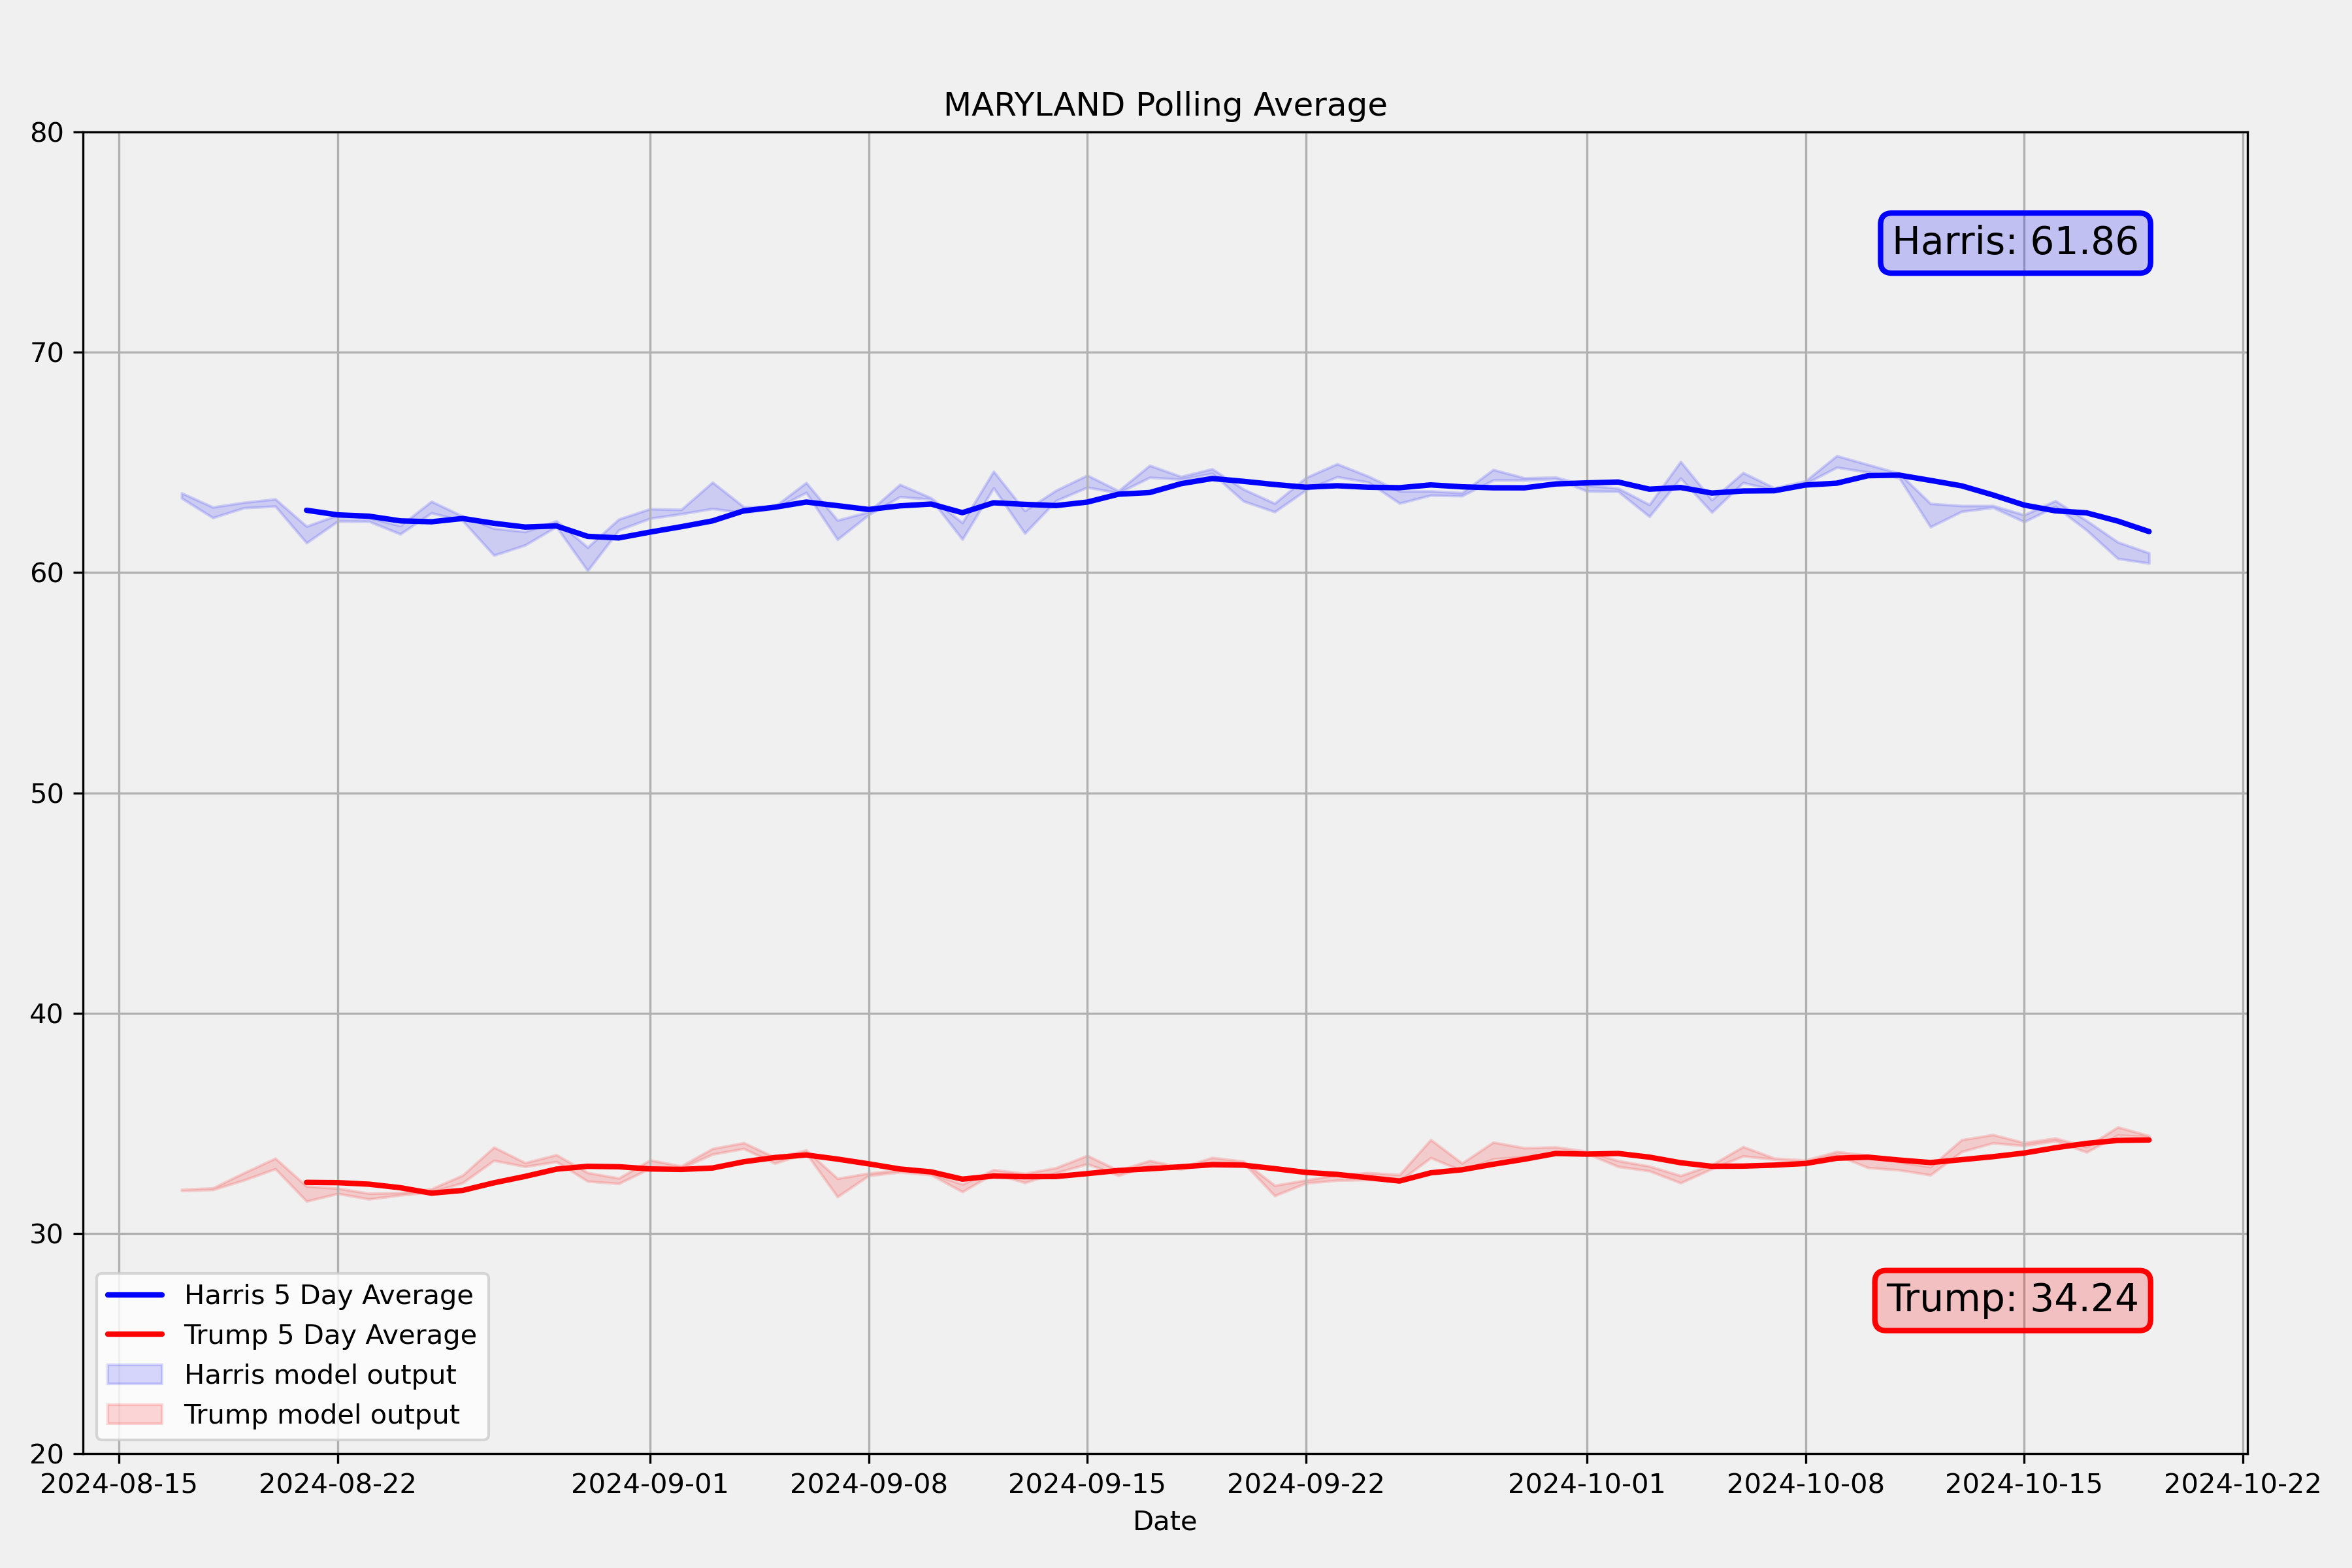 MARYLAND Polling Average
80
70
60
50
40
30
20
Harris: 61.86
Trump: 34.24
Harris 5 Day Average
Trump 5 Day Average
Harris model output
Trump model output
2024-08-15 2024-08-22 2024-09-01 2024-09-08 2024-09-15 2024-09-22 2024-10-01 2024-10-08 2024-10-15 2024-10-22
Date